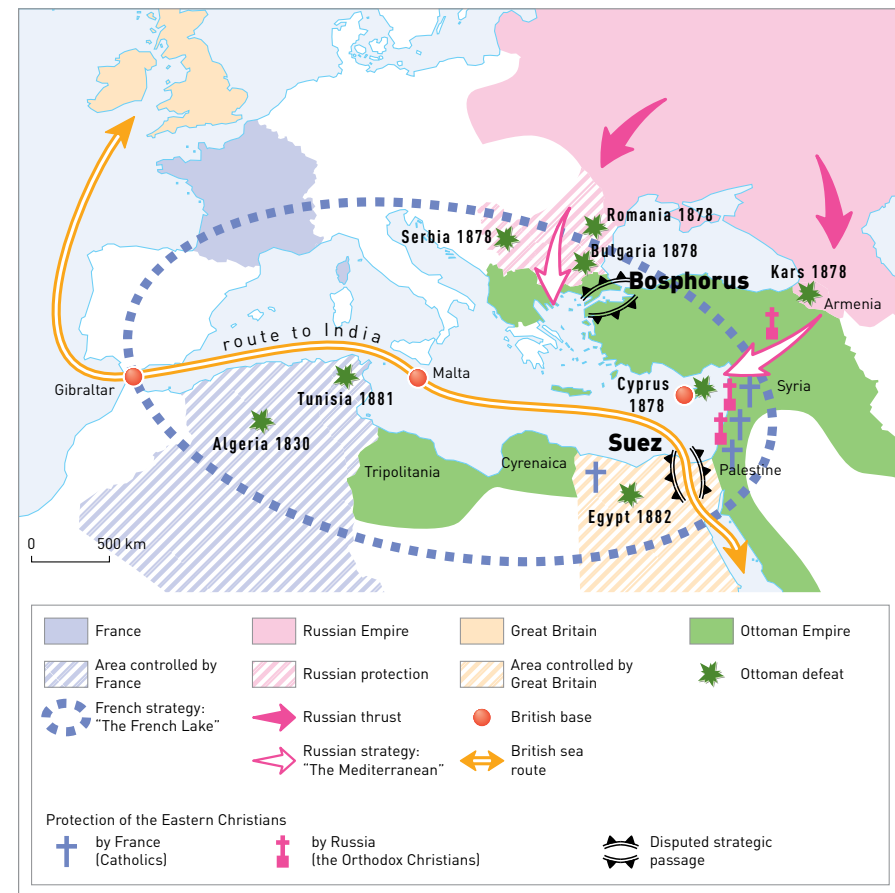 Romania 1878
Serbia 1878
Bulgaria 1878
Bosphorus
Kars 1878
Armenia
route to India
Gibraltar
Malta
Tunisia 1881
Cyprus
1878
Syria
Algeria 1830
Suez
Tripolitania
Cyrenaica
Palestine
Egypt 1882
0 500 km
France
Russian Empire
Great Britain
Ottoman Empire
Area controlled by
France
Russian protection
Area controlled by
Great Britain
Ottoman defeat
French strategy:
“The French Lake”
Russian thrust
British base
Russian strategy:
“The Mediterranean”
British sea
route
Protection of the Eastern Christians
by France
(Catholics)
by Russia
(the Orthodox Christians)
Disputed strategic
passage